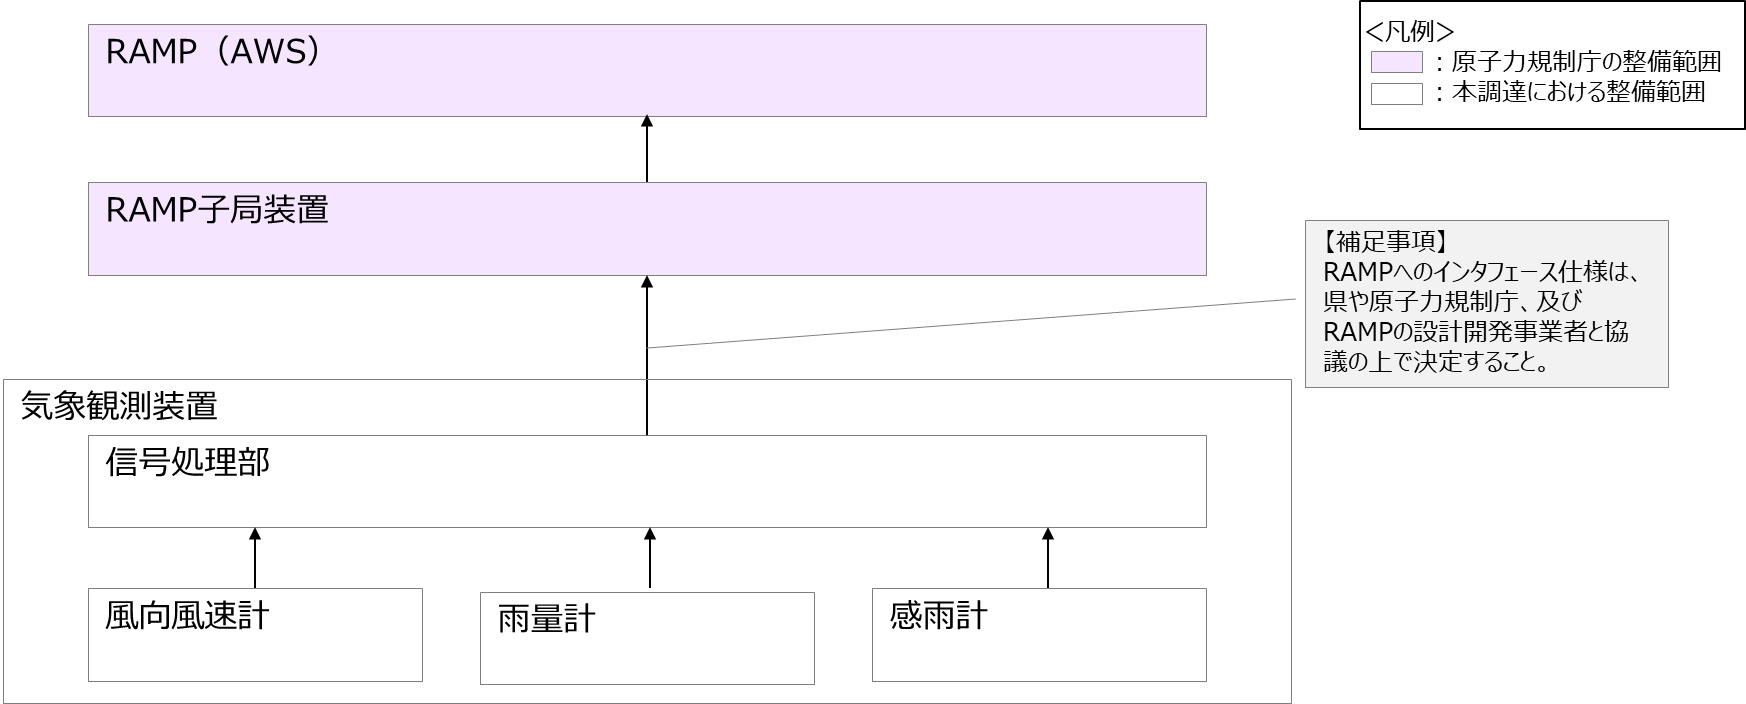 RAMP（AWS）
＜凡例＞
：原子力規制庁の整備範囲
：本調達における整備範囲
RAMP子局装置
【補足事項】
RAMPへのインタフェース仕様は、
県や原子力規制庁、及び
RAMPの設計開発事業者と協
議の上で決定すること。
気象観測装置
信号処理部
風向風速計
雨量計
感雨計